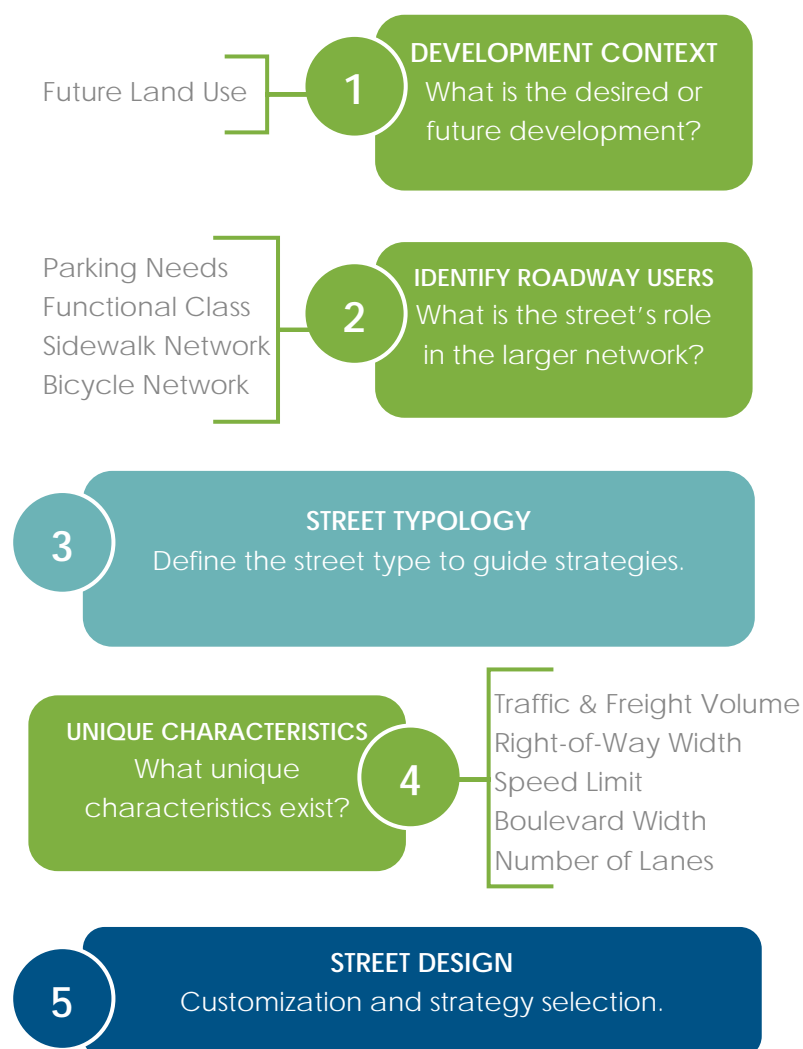 Future Land Use
1
DEVELOPMENT CONTEXT
What is the desired or
future development?
Parking Needs
Functional Class
Sidewalk Network
Bicycle Network
2
IDENTIFY ROADWAY USERS
What is the street's role
in the larger network?
3
STREET TYPOLOGY
Define the street type to guide strategies.
UNIQUE CHARACTERISTICS
What unique
characteristics exist?
4
Traffic & Freight Volume
Right-of-Way Width
Speed Limit
Boulevard Width
Number of Lanes
5
STREET DESIGN
Customization and strategy selection.